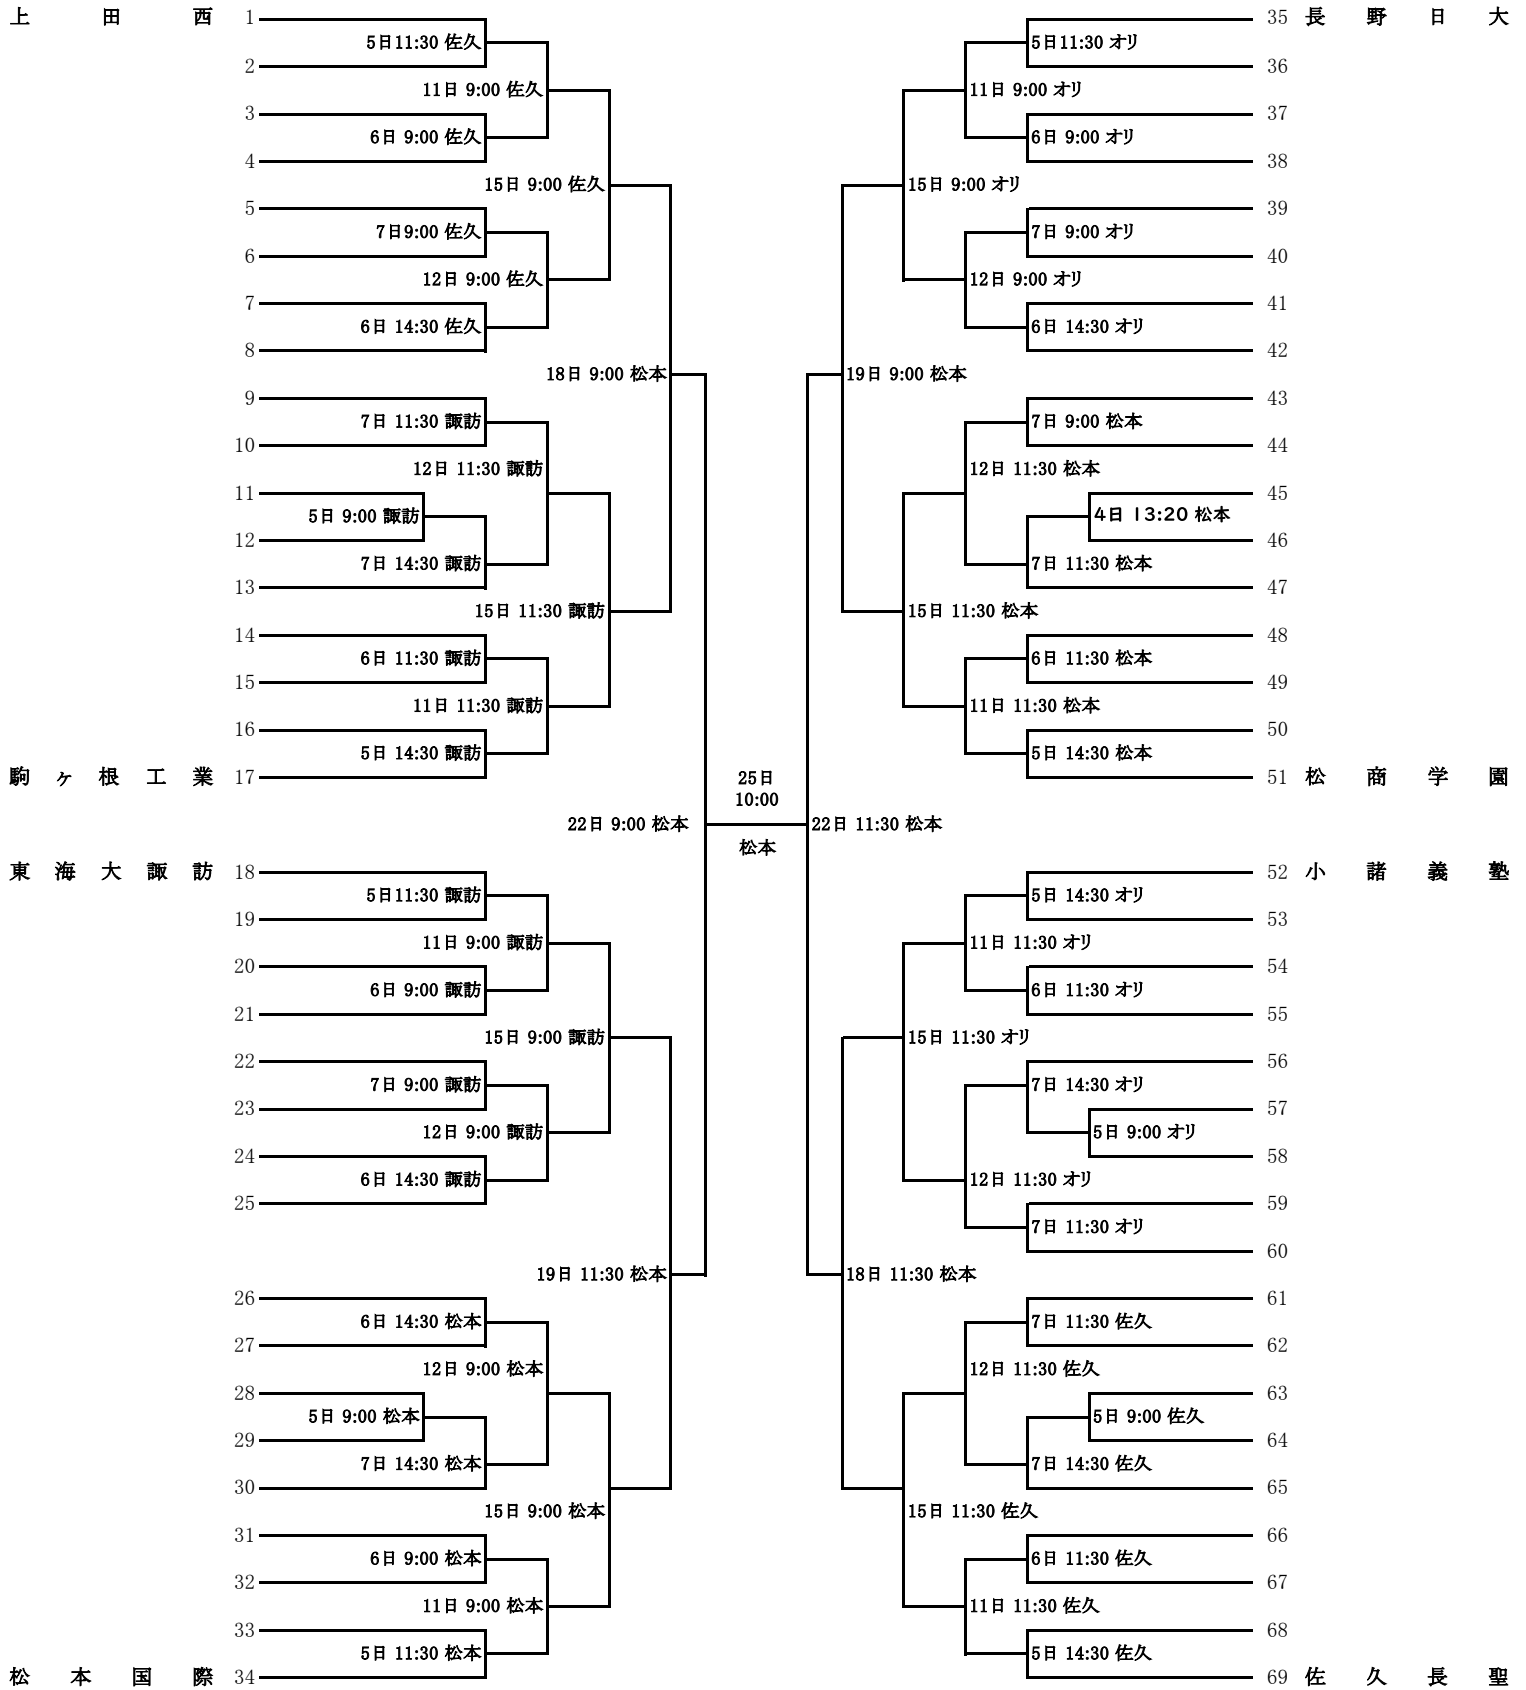 上田西 1
5日11:30 佐久
2
11日 9:00 佐久
3
6日 9:00 佐久
4
15日 9:00 佐久
5
7日9:00 佐久
6
12日 9:00 佐久
7
6日 14:30 佐久
8
18日 9:00 松本
9
7日 11:30 諏訪
10
12日 11:30 諏訪
11
5日 9:00 諏訪
12
7日 14:30 諏訪
13
15日 11:30 諏訪
14
6日 11:30 諏訪
15
11日 11:30 諏訪
16
5日 14:30 諏訪
駒ヶ根工業 17
22日 9:00 松本
東海大諏訪 18
5日11:30 諏訪
19
11日 9:00 諏訪
20
6日 9:00 諏訪
21
15日 9:00 諏訪
22
7日 9:00 諏訪
23
12日 9:00 諏訪
24
6日 14:30 諏訪
25
19日 11:30 松本
26
6日 14:30 松本
27
12日 9:00 松本
28
5日 9:00 松本
29
7日 14:30 松本
30
15日 9:00 松本
31
6日 9:00 松本
32
11日 9:00 松本
33
5日 11:30 松本
松本国際 34
25日
10:00
松本
35 長野日大
5日11:30 オリ
36
11日 9:00 オリ
37
6日 9:00 オリ
38
15日 9:00 オリ
39
7日 9:00 オリ
40
12日 9:00 オリ
41
6日 14:30 オリ
42
19日 9:00 松本
43
7日 9:00 松本
44
12日 11:30 松本
45
4日 13:20 松本
46
7日 11:30 松本
47
15日 11:30 松本
48
6日 11:30 松本
49
11日 11:30 松本
50
5日 14:30 松本
51 松商学園
22日 11:30 松本
52 小諸義塾
5日 14:30 オリ
53
11日 11:30 オリ
54
6日 11:30 オリ
55
15日 11:30 オリ
56
7日 14:30 オリ
57
5日 9:00 オリ
58
12日 11:30 オリ
59
7日 11:30 オリ
60
18日 11:30 松本
61
7日 11:30 佐久
62
12日 11:30 佐久
63
5日 9:00 佐久
64
7日 14:30 佐久
65
15日 11:30 佐久
66
6日 11:30 佐久
67
11日 11:30 佐久
68
5日 14:30 佐久
69 佐久長聖